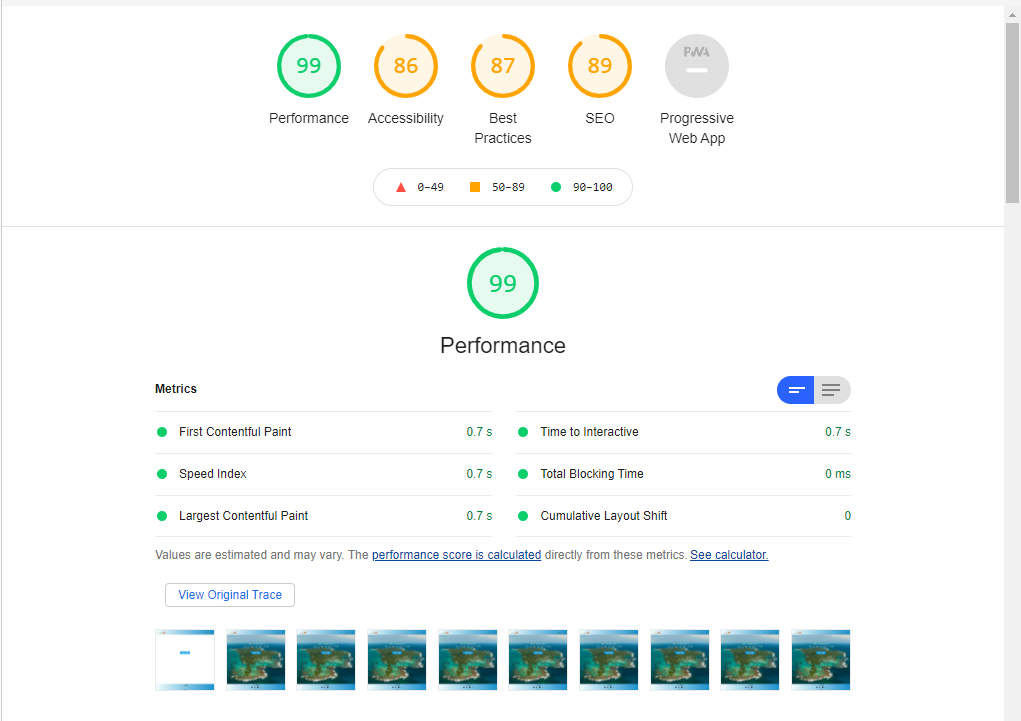 99 86 87 89 PWA
Performance Accessibility Best Practices SEO Progressive Web App
0–49 50–89 90–100
99
Performance
Metrics
First Contentful Paint 0.7 s Time to Interactive 0.7 s
Speed Index 0.7 s Total Blocking Time 0 ms
Largest Contentful Paint 0.7 s Cumulative Layout Shift 0
Values are estimated and may vary. The performance score is calculated directly from these metrics. See calculator.
View Original Trace